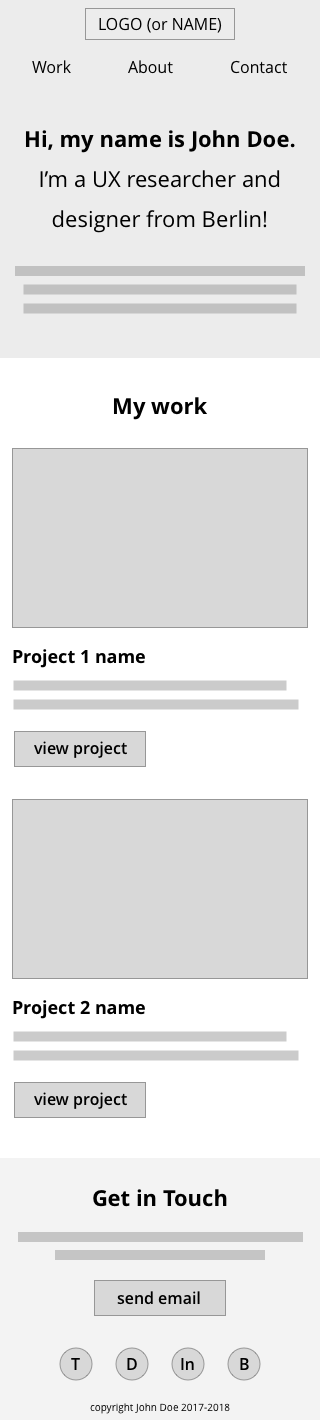 LOGO (or NAME)
Work About Contact
Hi, my name is John Doe.
I’m a UX researcher and
designer from Berlin!
My work
Project 1 name
view project
Project 2 name
view project
Get in Touch
send email
T D In B
copyright John Doe 2017-2018